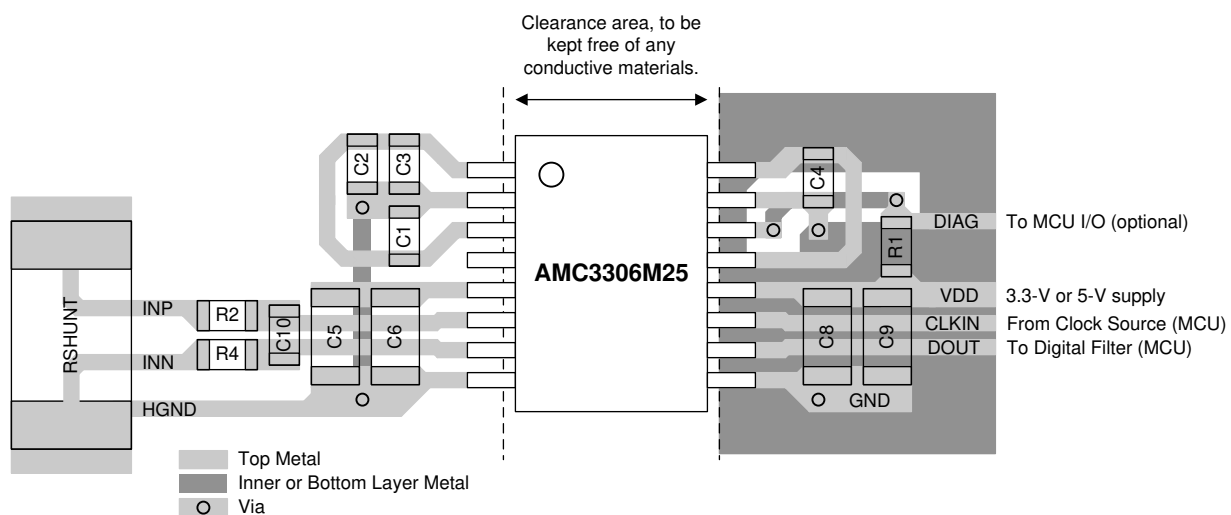 Clearance area, to be
kept free of any
conductive materials.
C2
C3
C1
C4
R1
DIAG
To MCU I/O (optional)
AMC3306M25
RSHUNT
INP
R2
C10
C5
C6
INN
R4
HGND
C8
C9
VDD
3.3-V or 5-V supply
CLKIN
From Clock Source (MCU)
DOUT
To Digital Filter (MCU)
GND
Top Metal
Inner or Bottom Layer Metal
Via